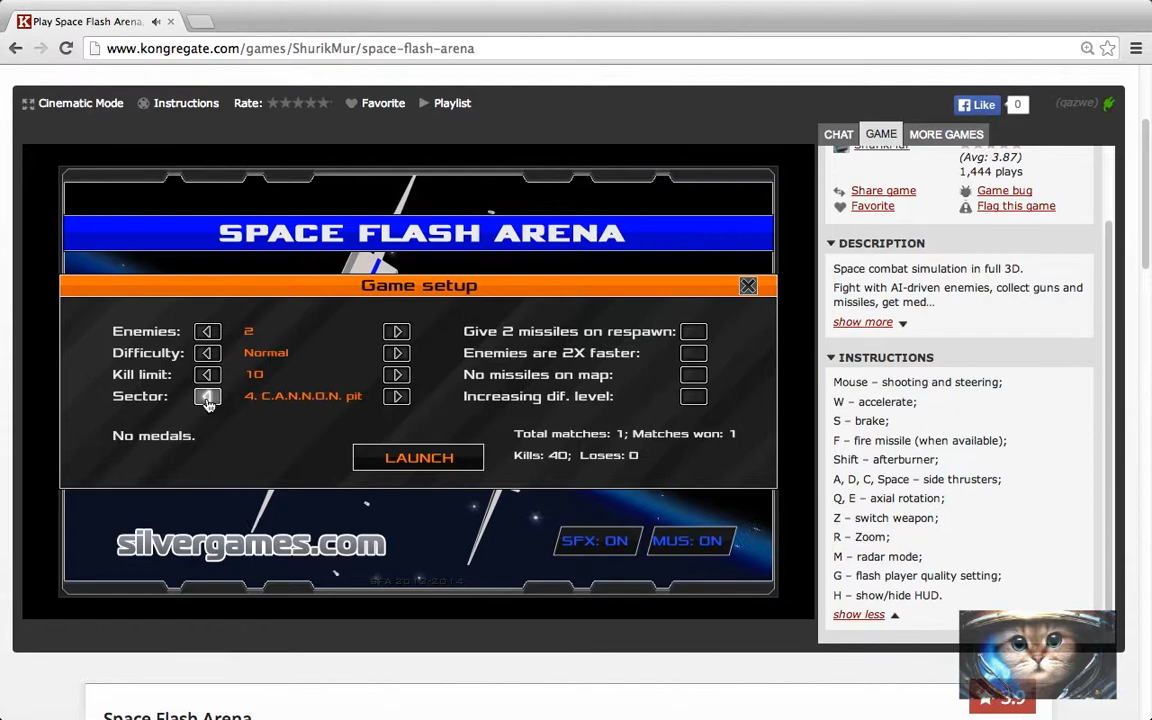 Play Space Flash Arena,
www.kongregate.com/games/ShurikMur/space-flash-arena
Cinematic Mode
Instructions
Rate:
Favorite
Playlist
Like
0
(qazwe)
CHAT
GAME
MORE GAMES
ShurikMur
(Avg: 3.87)
1,444 plays
Share game
Game bug
Favorite
Flag this game
DESCRIPTION
Space combat simulation in full 3D.
Fight with AI-driven enemies, collect guns and
missiles, get med...
show more
INSTRUCTIONS
Mouse – shooting and steering;
W – accelerate;
S – brake;
F – fire missile (when available);
Shift – afterburner;
A, D, C, Space – side thrusters;
Q, E – axial rotation;
Z – switch weapon;
R – Zoom;
M – radar mode;
G – flash player quality setting;
H – show/hide HUD.
show less
SPACE FLASH ARENA
Game setup
Enemies: 2
Difficulty: Normal
Kill limit: 10
Sector: 4. C.A.N.N.O.N. pit
Give 2 missiles on respawn:
Enemies are 2X faster:
No missiles on map:
Increasing dif. level:
No medals.
LAUNCH
Total matches: 1; Matches won: 1
Kills: 40; Loses: 0
silvergames.com
SFX: ON
MUS: ON
SFA 2012-2014
3.9
Space Flash Arena